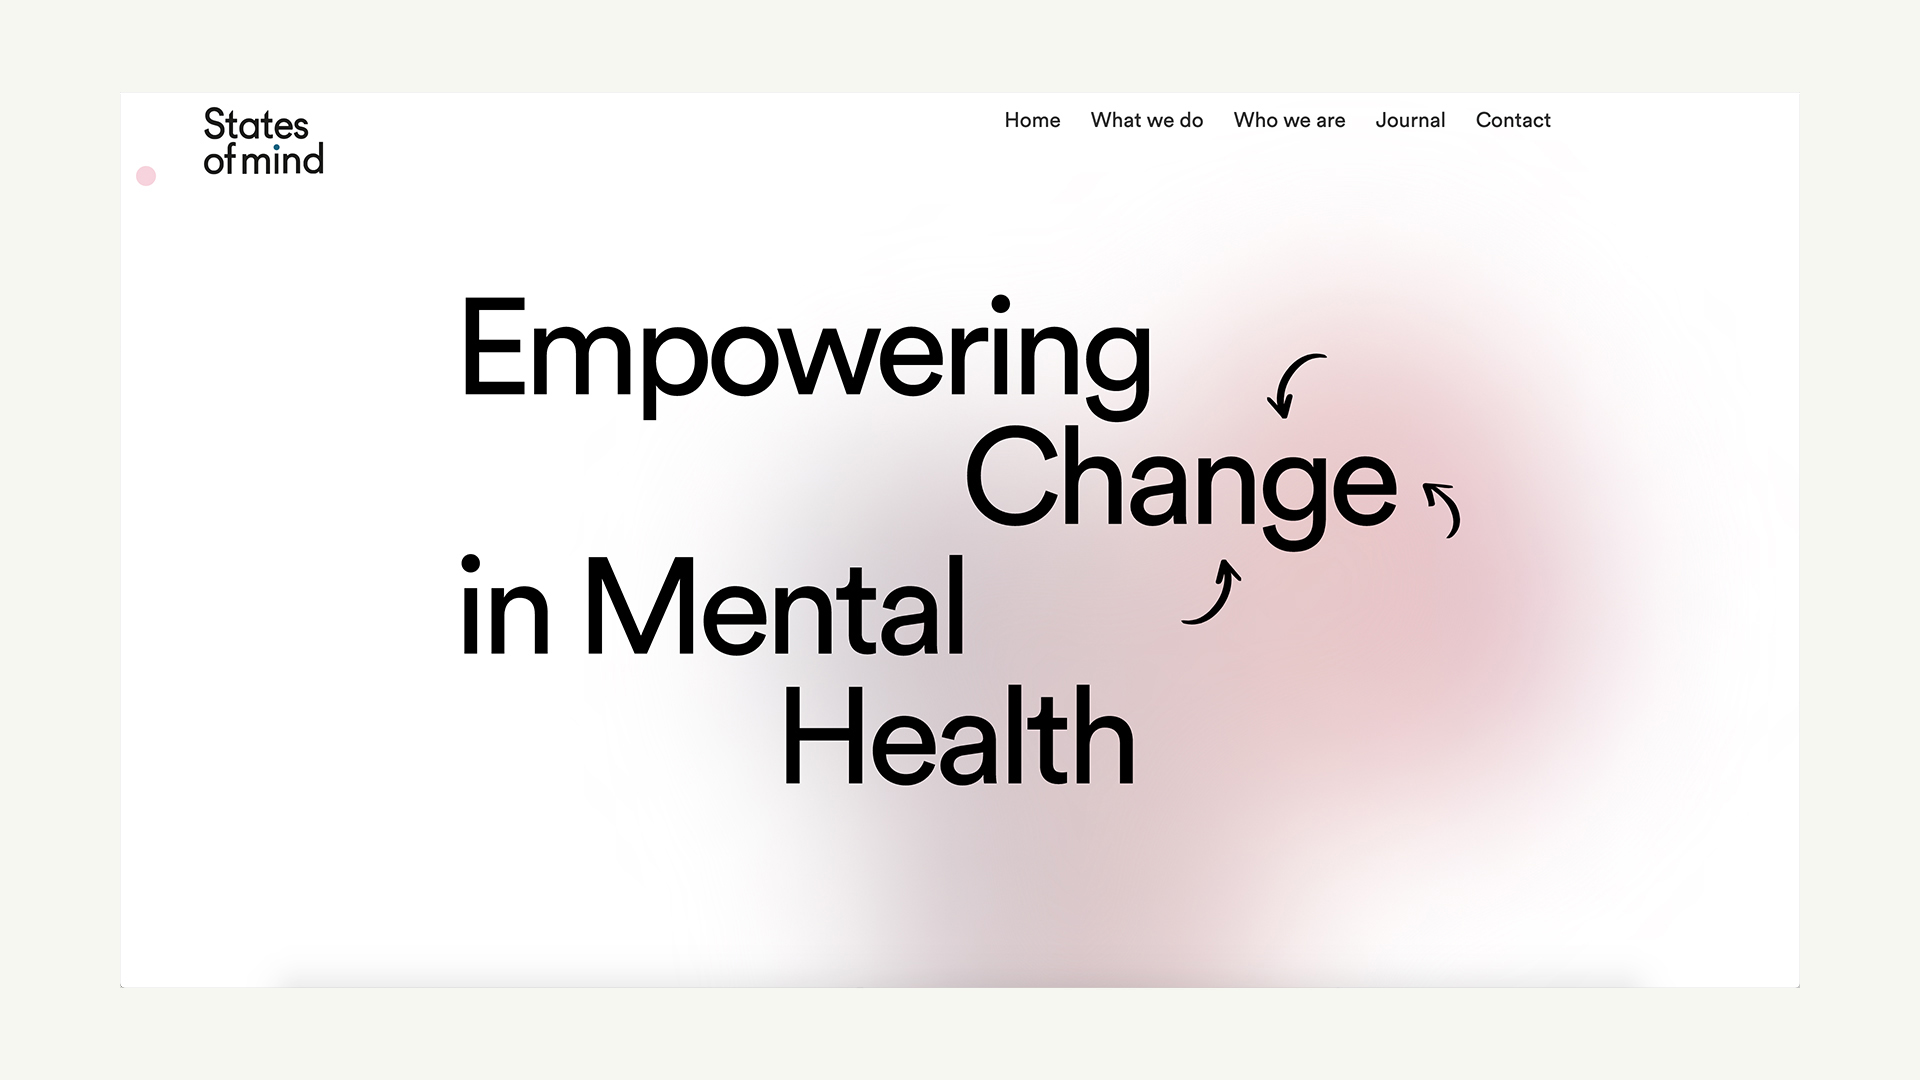 States
of mind
Home What we do Who we are Journal Contact
Empowering
Change
in Mental
Health